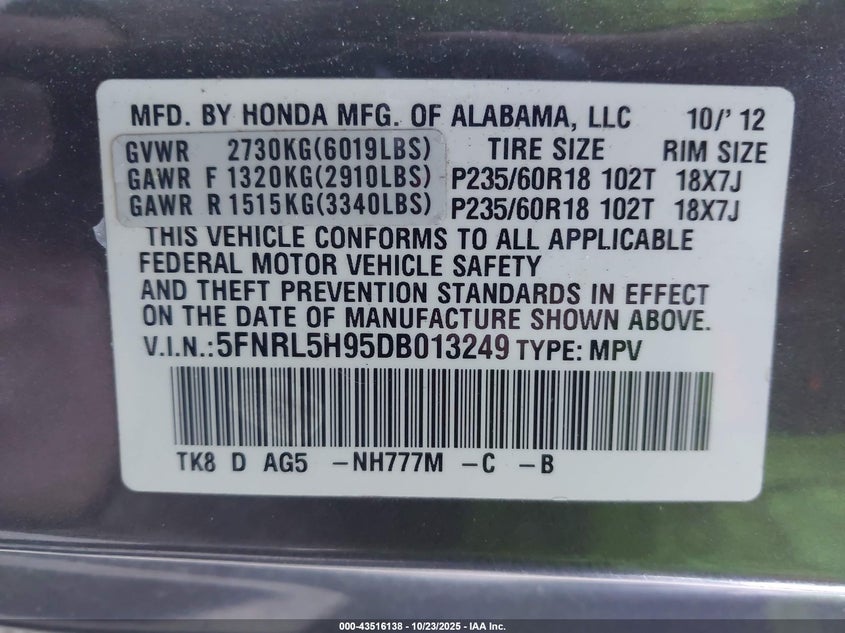 MFD. BY HONDA MFG. OF ALABAMA, LLC 10/' 12
GVWR 2730KG(6019LBS) TIRE SIZE RIM SIZE
GAWR F 1320KG(2910LBS) P235/60R18 102T 18X7J
GAWR R 1515KG(3340LBS) P235/60R18 102T 18X7J
THIS VEHICLE CONFORMS TO ALL APPLICABLE
FEDERAL MOTOR VEHICLE SAFETY
AND THEFT PREVENTION STANDARDS IN EFFECT
ON THE DATE OF MANUFACTURE SHOWN ABOVE.
V.I.N.:5FNRL5H95DB013249 TYPE: MPV
TK8 D AG5 -NH777M -C -B
000-43516138 - 10/23/2025 - IAA Inc.